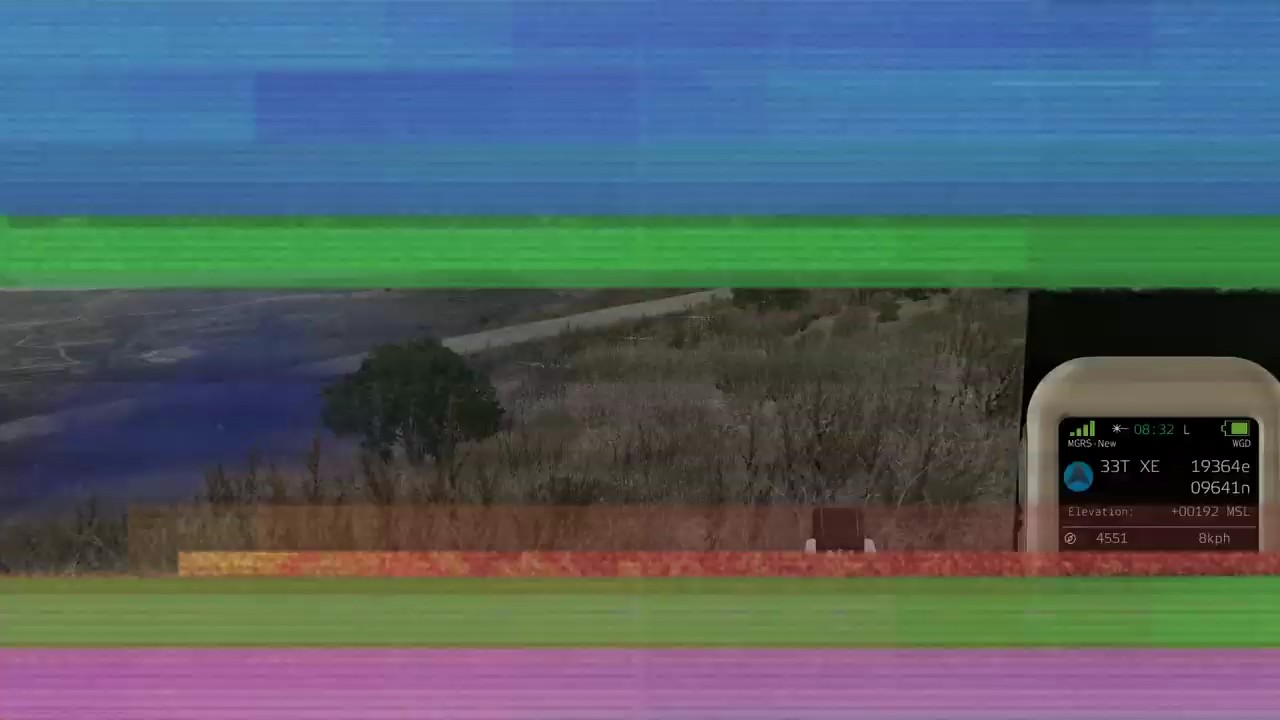 08:32 L
MGRS-New WGD
33T XE 19364e
09641n
Elevation: +00192 MSL
4551 8kph